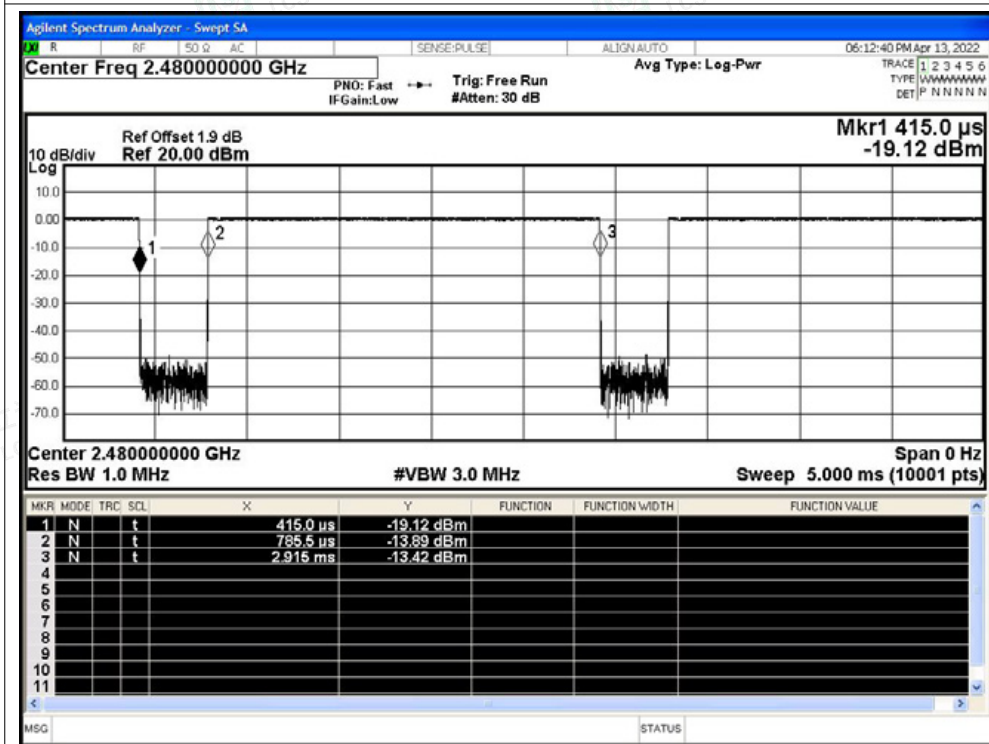 Agilent Spectrum Analyzer - Swept SA
LXI R RF 50 Ω AC SENSE:PULSE ALIGN AUTO 06:12:40 PM Apr 13, 2022
Center Freq 2.480000000 GHz Avg Type: Log-Pwr TRACE 1 2 3 4 5 6
PNO: Fast Trig: Free Run TYPE WWWWWW
IFGain:Low #Atten: 30 dB DET P N N N N N
Mkr1 415.0 µs
Ref Offset 1.9 dB
10 dB/div Ref 20.00 dBm -19.12 dBm
Log
10.0
0.00
1 2 3
-10.0
-20.0
-30.0
-40.0
-50.0
-60.0
-70.0
Center 2.480000000 GHz Span 0 Hz
Res BW 1.0 MHz #VBW 3.0 MHz Sweep 5.000 ms (10001 pts)
MKR MODE TRC SCL X Y FUNCTION FUNCTION WIDTH FUNCTION VALUE
1 N t 415.0 µs -19.12 dBm
2 N t 785.5 µs -13.89 dBm
3 N t 2.915 ms -13.42 dBm
4
5
6
7
8
9
10
11
MSG STATUS